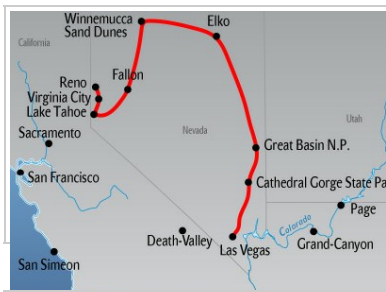 Winnemucca
Sand Dunes
Elko
California
Reno
Fallon
Virginia City
Lake Tahoe
Utah
Sacramento
Nevada
Great Basin N.P.
San Francisco
Cathedral Gorge State Pa
Page
Colorado
Death-Valley
Las Vegas
Grand-Canyon
San Simeon